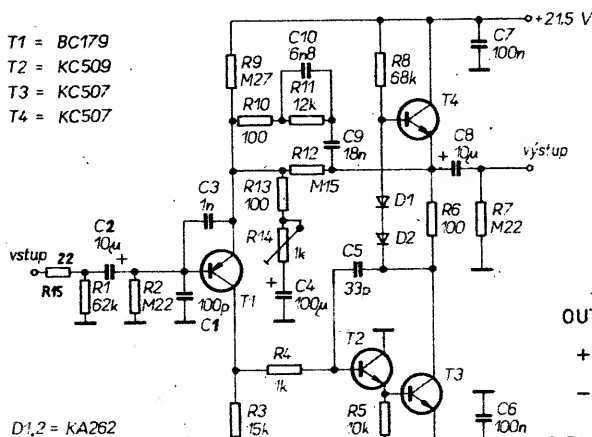 T1 = BC179
T2 = KC509
T3 = KC507
T4 = KC507
+21,5 V
C10
6n8
C7
100n
R9
M27
R11
12k
R10
100
R8
68k
T4
C9
18n
C8
10μ
+
výstup
R12
M15
C3
1n
R13
100
D1
R6
100
R7
M22
R14
1k
D2
C2
10μ
+
vstup
22
R15
R1
62k
R2
M22
100p
C1
T1
+
C4
100μ
C5
33p
OUT
+
-
T2
R4
1k
T3
R3
15k
R5
10k
C6
100n
D1,2 = KA262